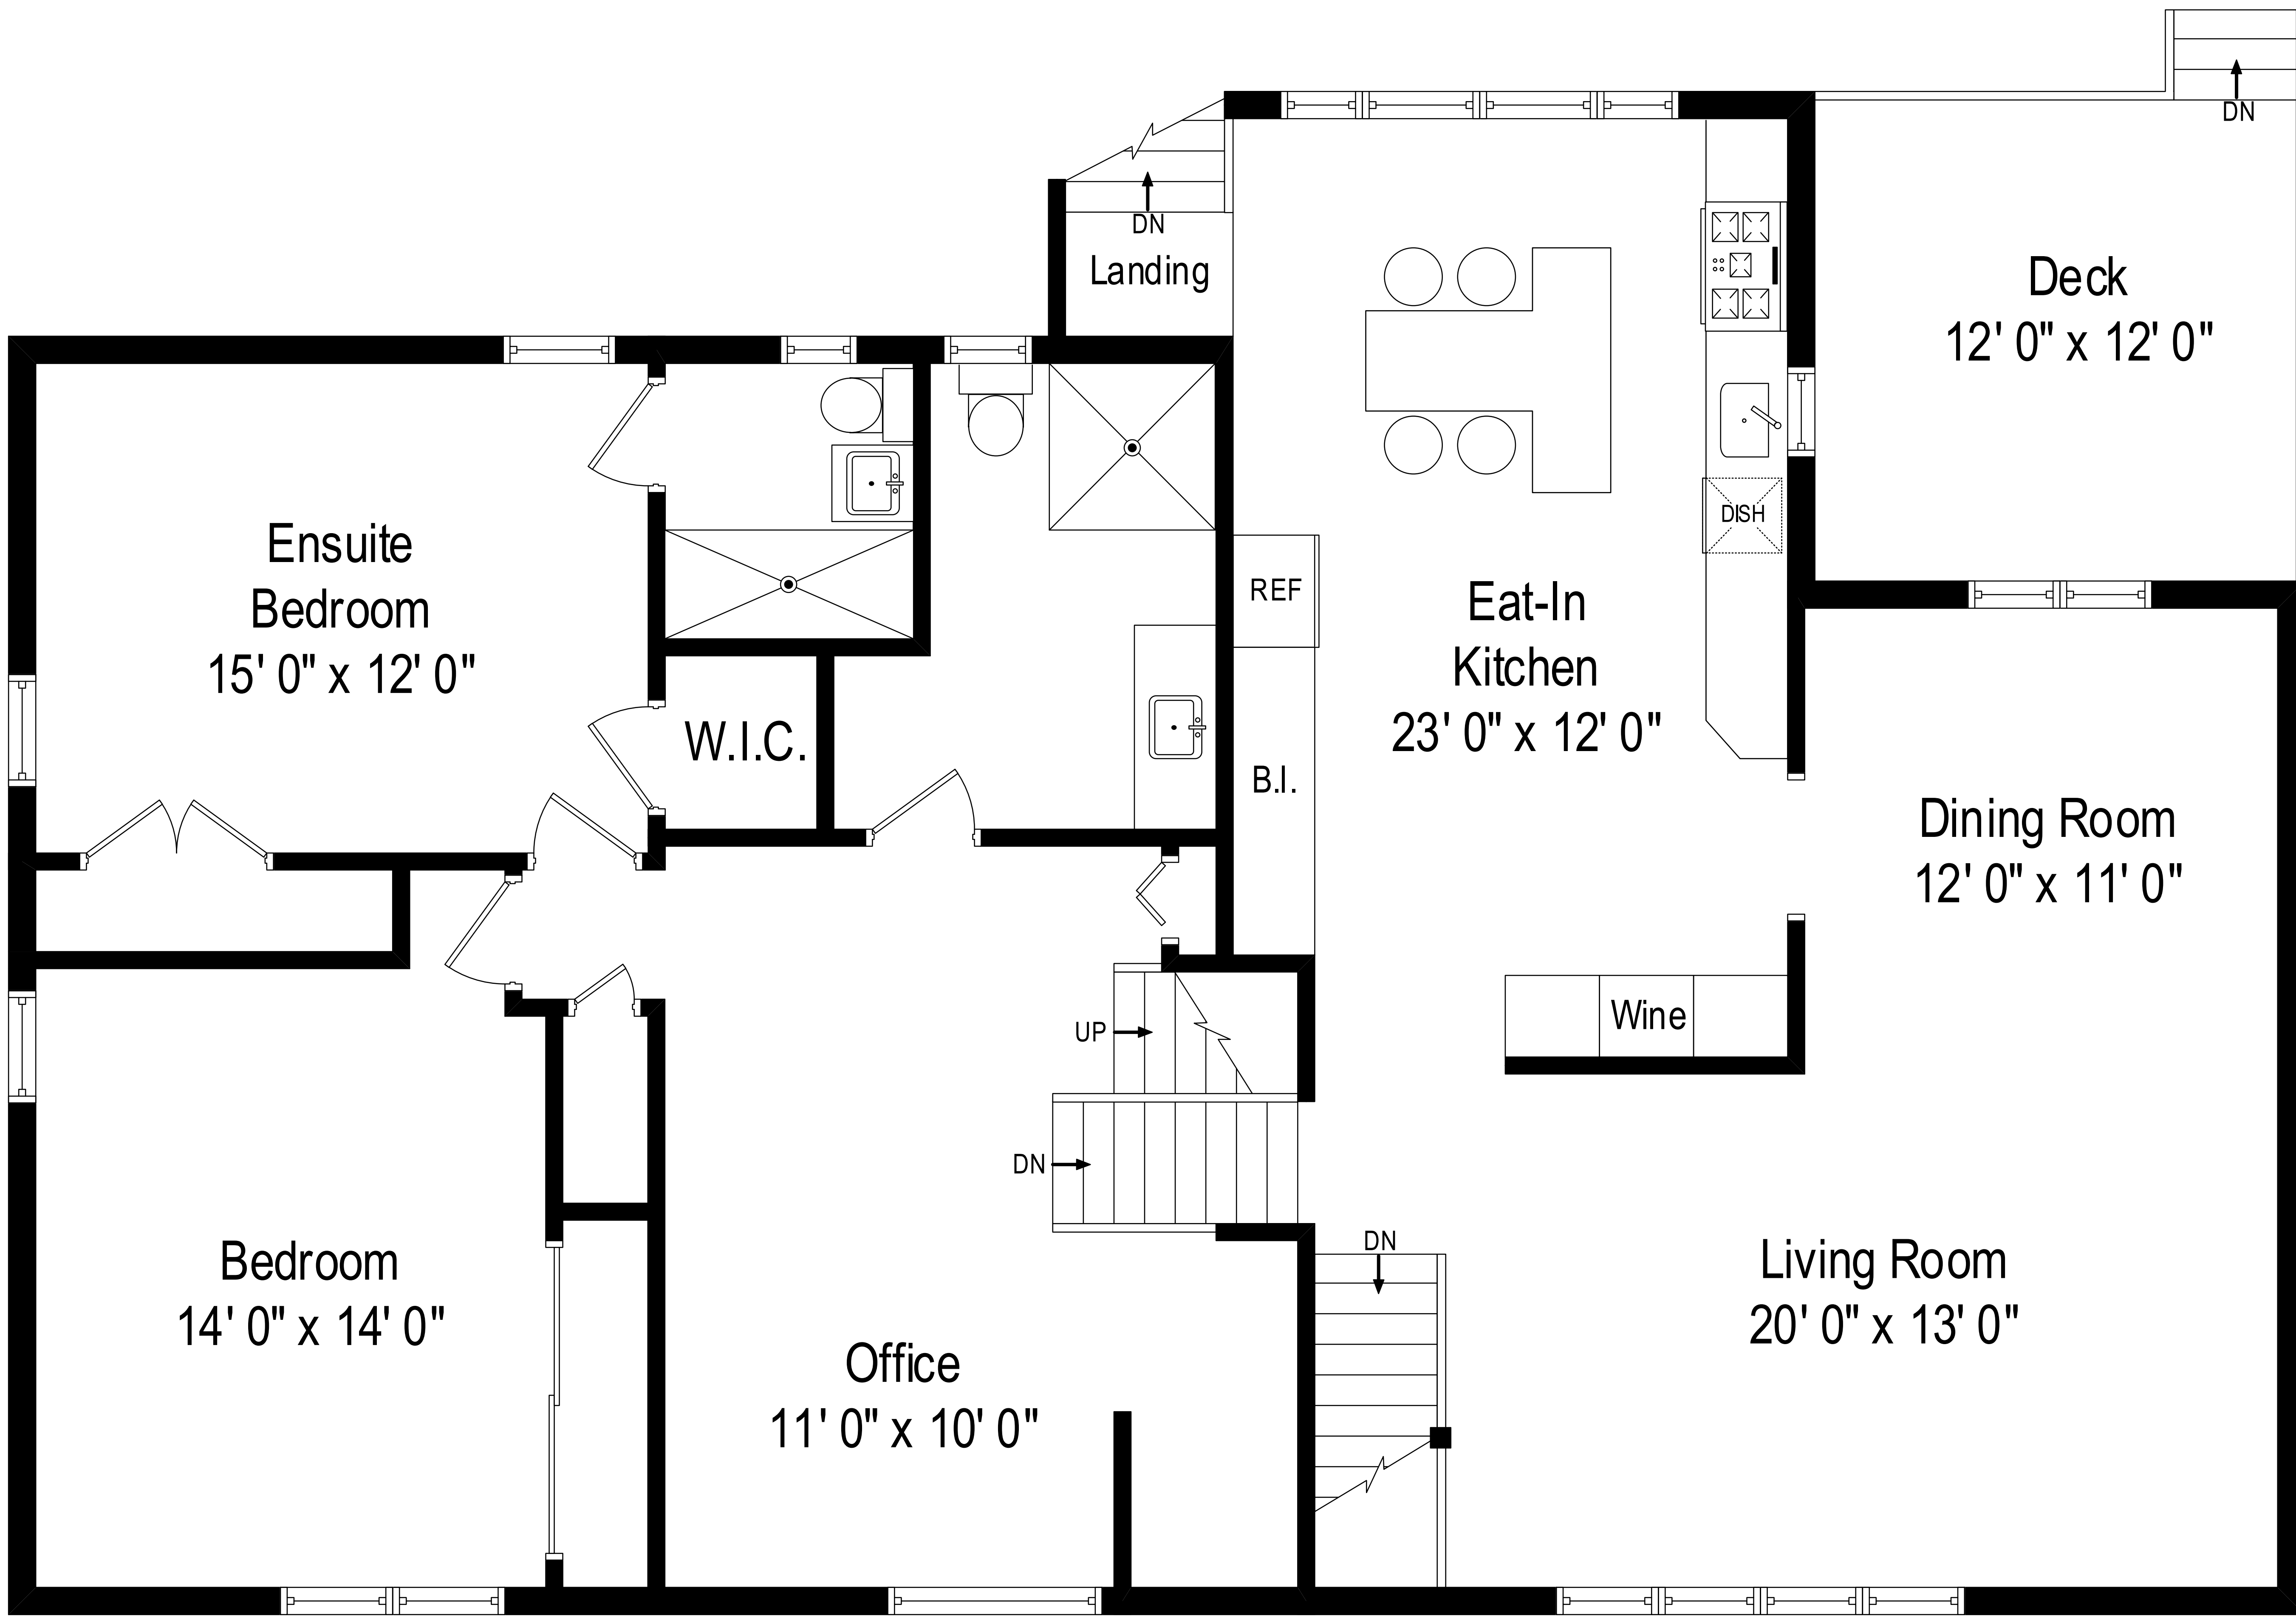 DN
DN
Landing
Deck
12' 0" x 12' 0"
DISH
Ensuite
Bedroom
15' 0" x 12' 0"
REF
Eat-In
Kitchen
23' 0" x 12' 0"
W.I.C.
B.I.
Dining Room
12' 0" x 11' 0"
Wine
UP
DN
DN
Bedroom
14' 0" x 14' 0"
Living Room
20' 0" x 13' 0"
Office
11' 0" x 10' 0"